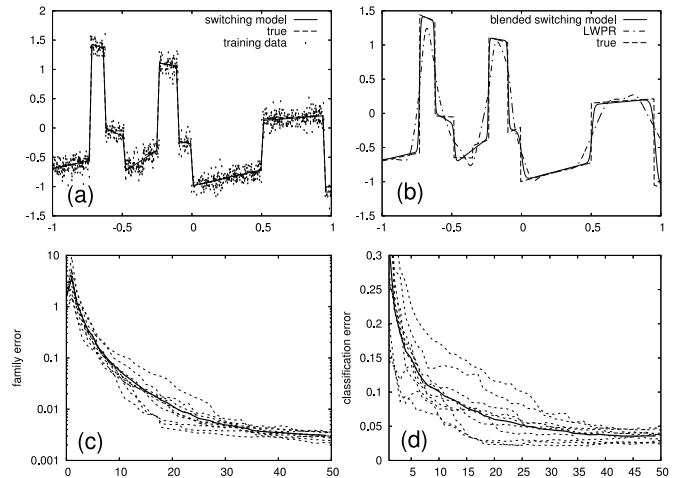 switching model
true
training data
2
1.5
1
0.5
0
-0.5
-1
-1.5
-1 -0.5 0 0.5 1
(a)
blended switching model
LWPR
true
1.5
1
0.5
0
-0.5
-1
-1.5
-1 -0.5 0 0.5 1
(b)
family error
10
1
0.1
0.01
0.001
0 10 20 30 40 50
(c)
classification error
0.3
0.25
0.2
0.15
0.1
0.05
0
5 10 15 20 25 30 35 40 45 50
(d)